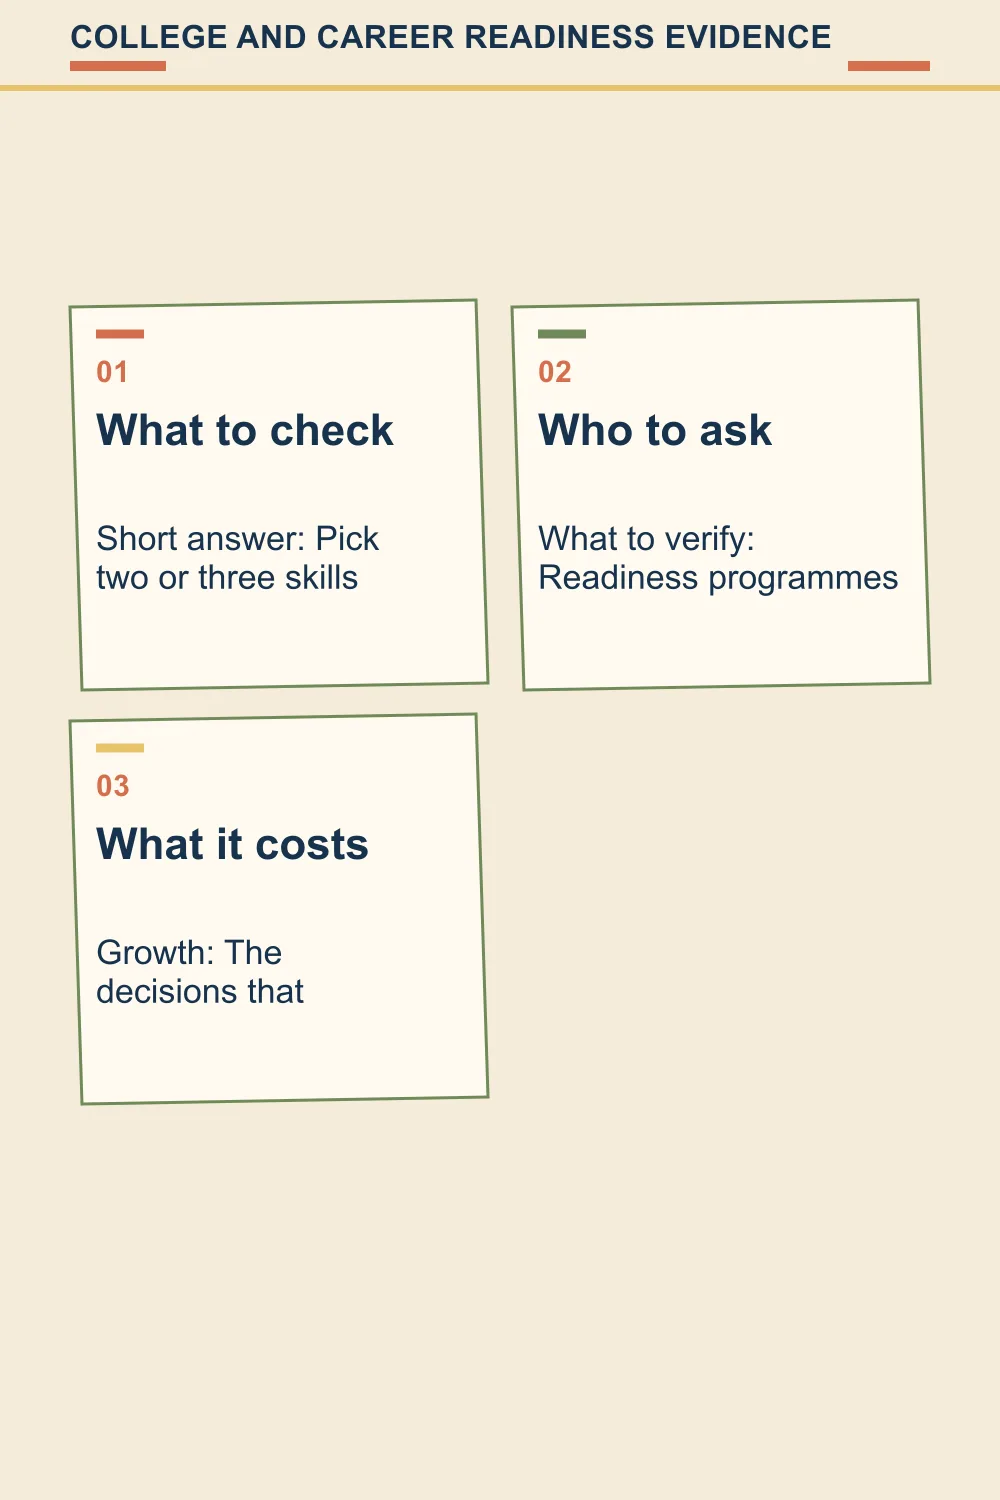 COLLEGE AND CAREER READINESS EVIDENCE
01
What to check
Short answer: Pick
two or three skills
02
Who to ask
What to verify:
Readiness programmes
03
What it costs
Growth: The
decisions that